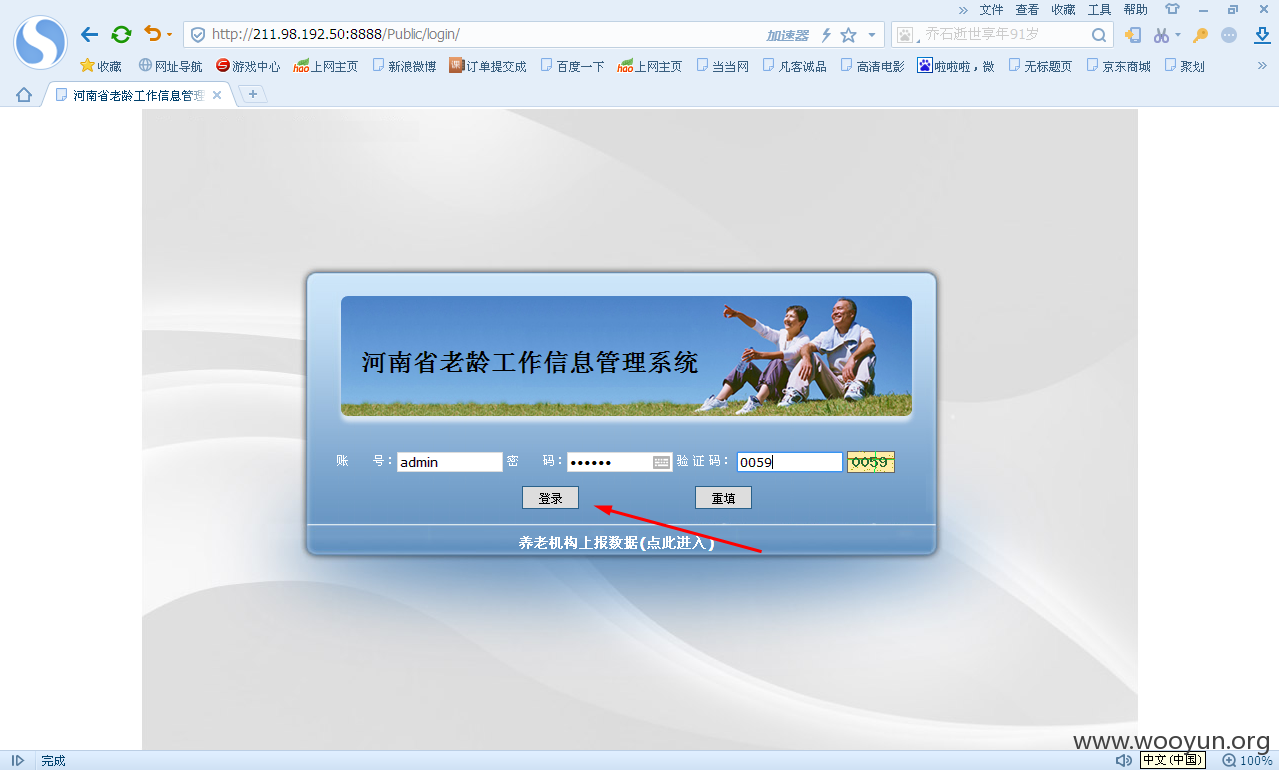 » 文件 查看 收藏 工具 帮助
http://211.98.192.50:8888/Public/login/ 加速器 乔石逝世享年91岁
收藏 网址导航 游戏中心 hao 上网主页 新浪微博 课 订单提交成 百度一下 hao 上网主页 当当网 凡客诚品 高清电影 啦啦啦，微 无标题页 京东商城 聚划 »
河南省老龄工作信息管理
河南省老龄工作信息管理系统
账 号： admin 密 码： •••••• 验证码： 0059 0059
登录 重填
养老机构上报数据(点此进入)
www.wooyun.org
完成 中文(中国) 100%